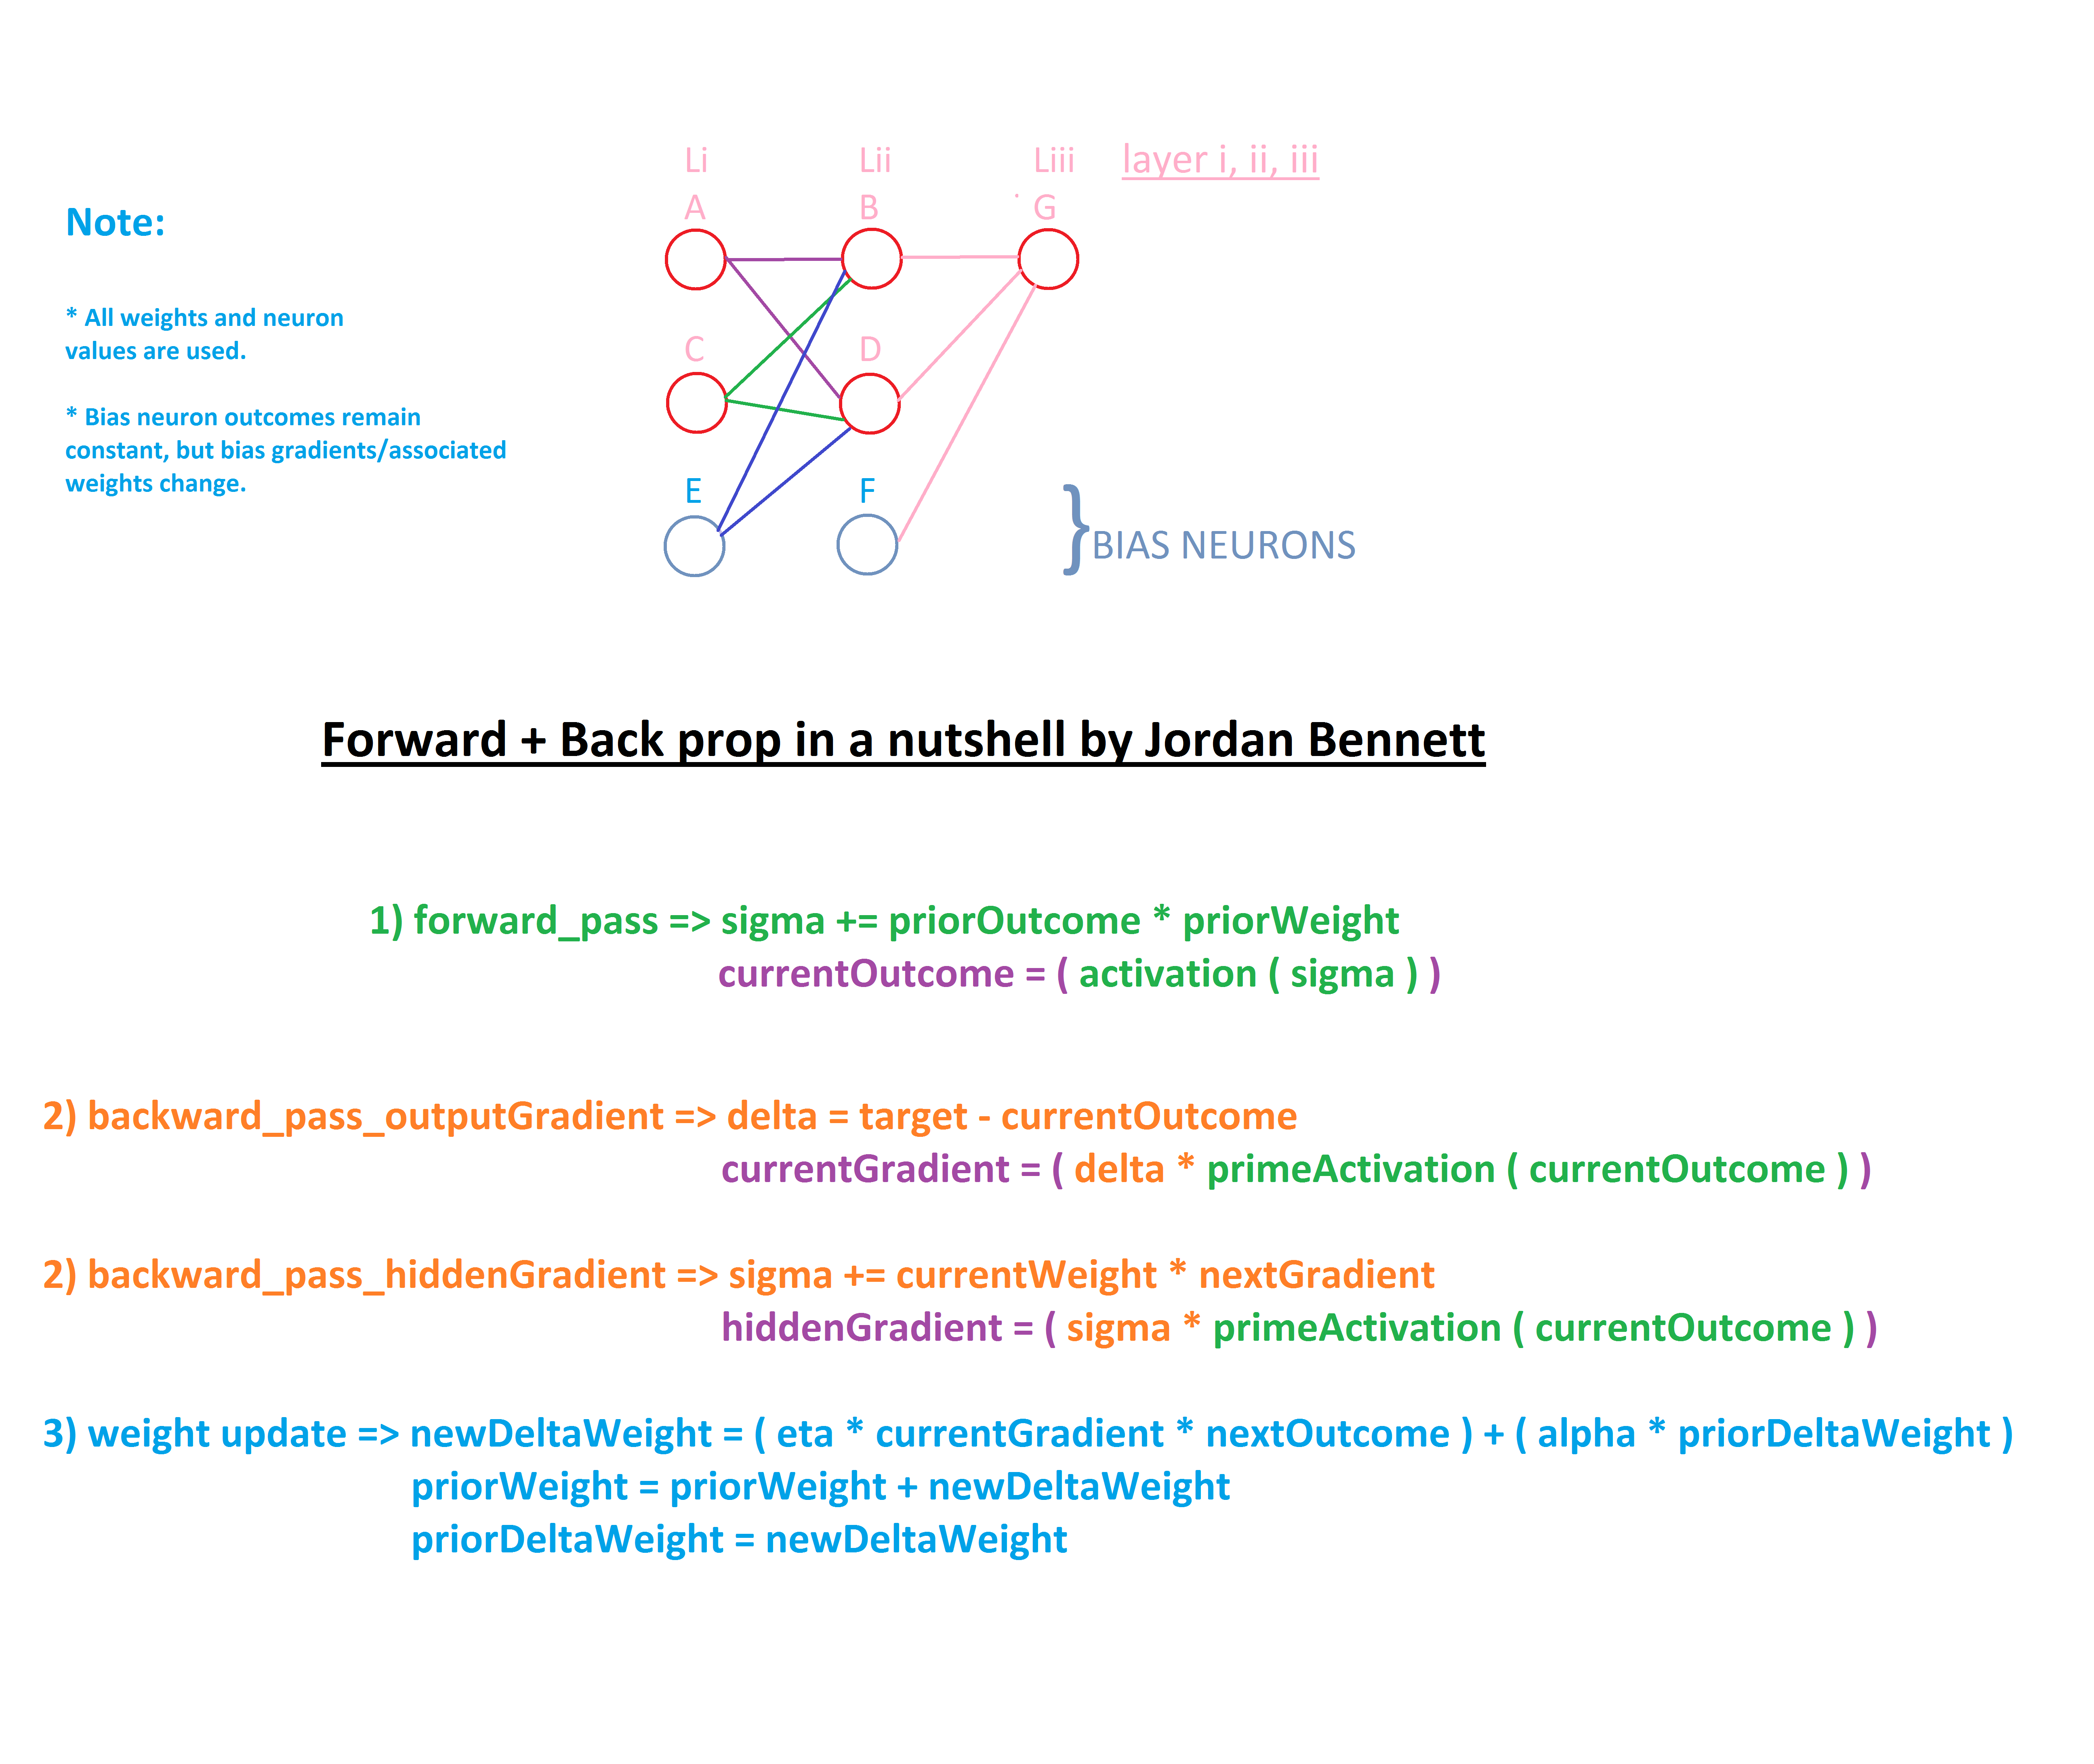 Li Lii Liii layer i, ii, iii
A B G
Note:
* All weights and neuron
values are used.
C D
* Bias neuron outcomes remain
constant, but bias gradients/associated
weights change.
E F
} BIAS NEURONS
Forward + Back prop in a nutshell by Jordan Bennett
1) forward_pass => sigma += priorOutcome * priorWeight
currentOutcome = ( activation ( sigma ) )
2) backward_pass_outputGradient => delta = target - currentOutcome
currentGradient = ( delta * primeActivation ( currentOutcome ) )
2) backward_pass_hiddenGradient => sigma += currentWeight * nextGradient
hiddenGradient = ( sigma * primeActivation ( currentOutcome ) )
3) weight update => newDeltaWeight = ( eta * currentGradient * nextOutcome ) + ( alpha * priorDeltaWeight )
priorWeight = priorWeight + newDeltaWeight
priorDeltaWeight = newDeltaWeight